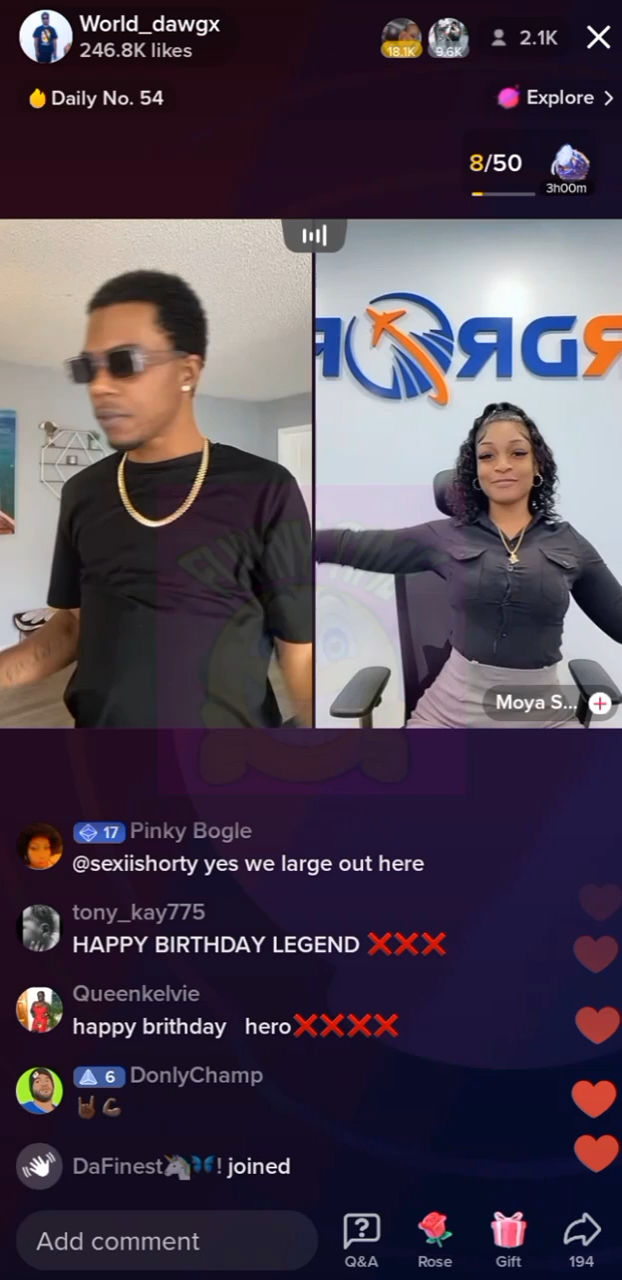 World_dawgx
246.8K likes
18.1K
9.6K
2.1K
Daily No. 54
Explore >
8/50
3h00m
Moya S...
17 Pinky Bogle
@sexiishorty yes we large out here
tony_kay775
HAPPY BIRTHDAY LEGEND ❌❌❌
Queenkelvie
happy brithday hero❌❌❌❌
6 DonlyChamp
🤘🏿💪🏿
DaFinest🦄🦋! joined
Add comment
Q&A
Rose
Gift
194